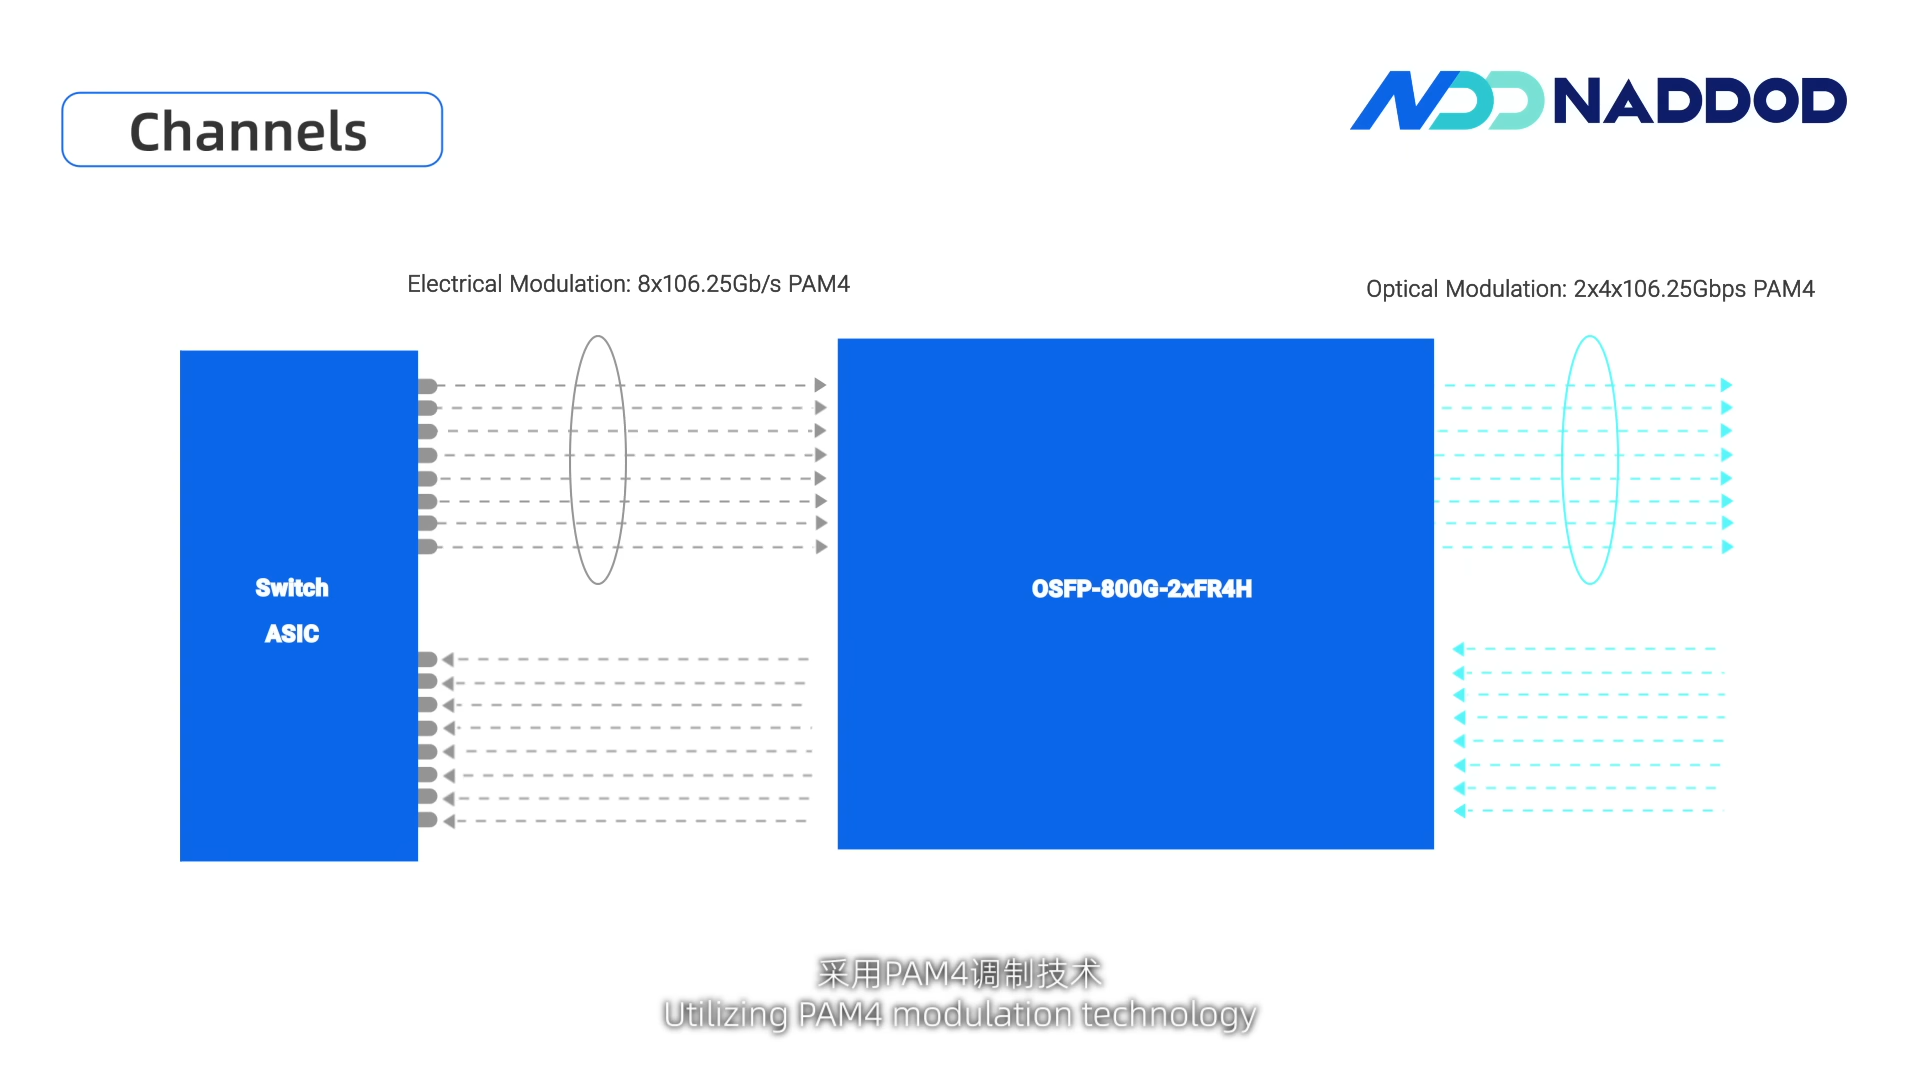 Channels
NADDOD
Electrical Modulation: 8x106.25Gb/s PAM4
Optical Modulation: 2x4x106.25Gbps PAM4
Switch
ASIC
OSFP-800G-2xFR4H
采用PAM4调制技术
Utilizing PAM4 modulation technology